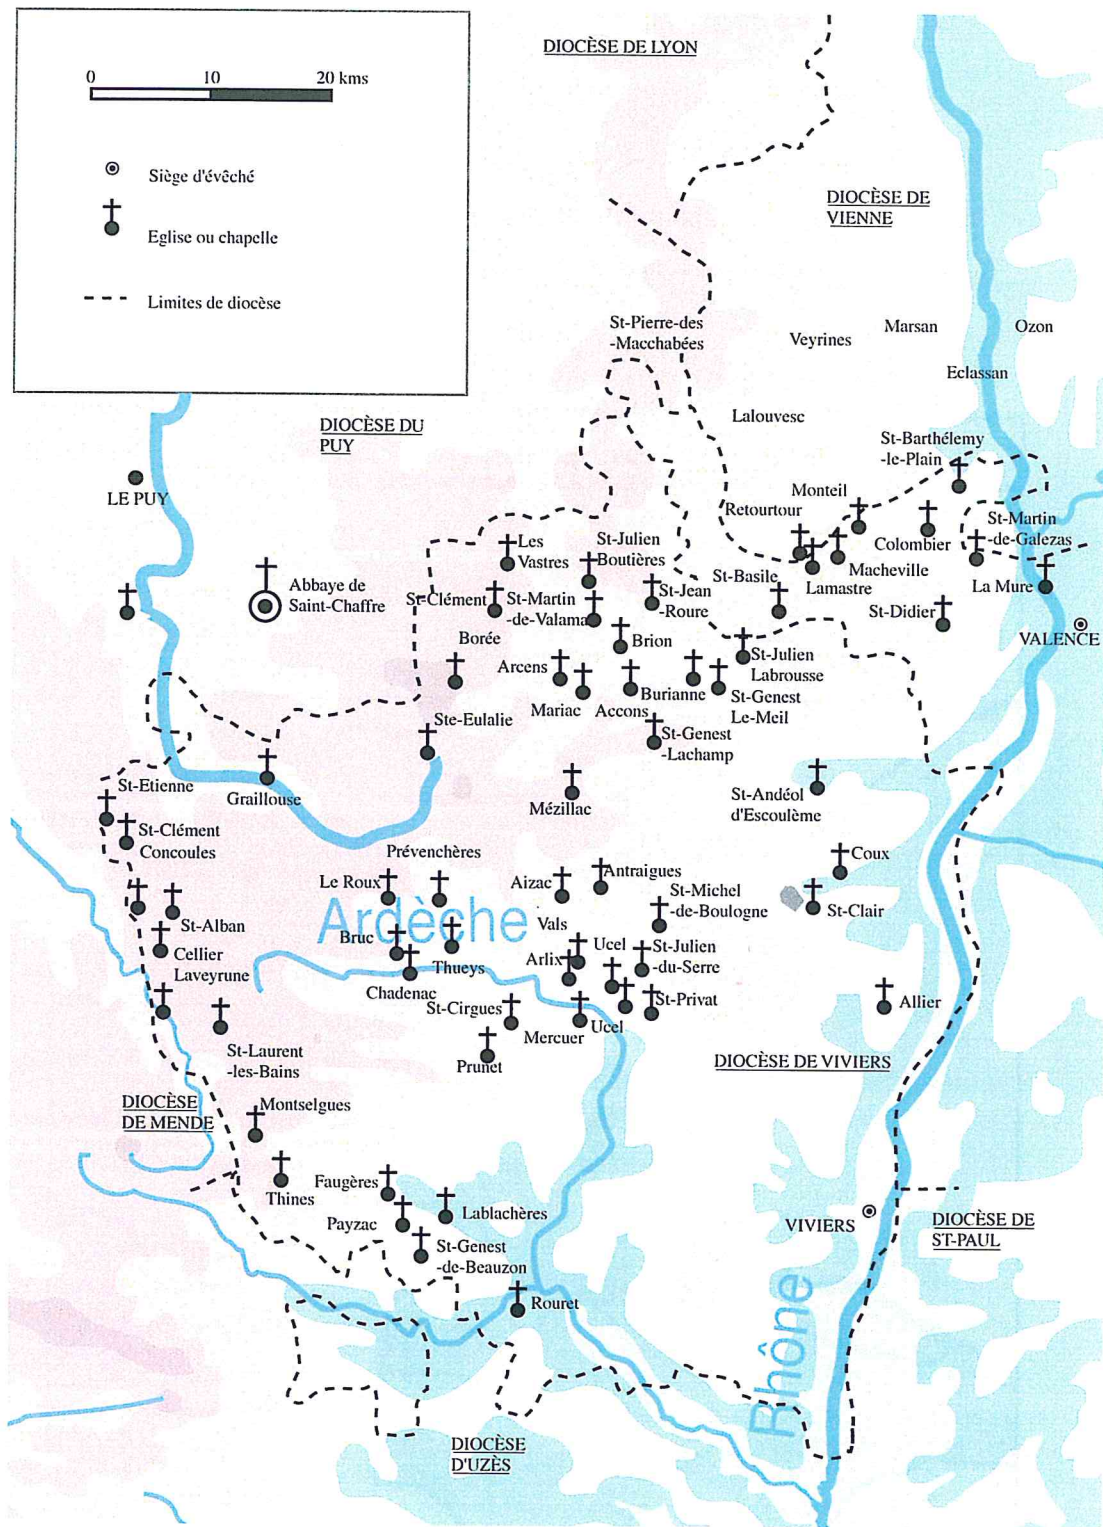 DIOCÈSE DE LYON
0 10 20 kms
Siège d'évêché
Eglise ou chapelle
Limites de diocèse
DIOCÈSE DE
VIENNE
St-Pierre-des
-Macchabées
Veyrines
Marsan
Ozon
Eclassan
Lalouvesc
DIOCÈSE DU
PUY
St-Barthélemy
-le-Plain
LE PUY
Monteil
Retourtour
St-Martin
-de-Galezas
Colombier
Les
Vastres
St-Julien
Boutières
Macheville
Lamastre
La Mure
Abbaye de
Saint-Chaffre
St-Clément
St-Martin
-de-Valamas
St-Jean
-Roure
St-Basile
St-Didier
VALENCE
Borée
Brion
Arcens
St-Julien
Labrousse
Mariac
Accons
Burianne
St-Genest
Le-Meil
Ste-Eulalie
St-Genest
-Lachamp
St-Etienne
Graillouse
Mézillac
St-Andéol
d'Escoulème
St-Clément
Concoules
Prévenchères
Coux
Le Roux
Aizac
Antraigues
St-Michel
-de-Boulogne
St-Clair
St-Alban
Ardèche
Vals
Bruc
Cellier
Laveyrune
Thueys
Arlix
Ucel
St-Julien
-du-Serre
Chadenac
St-Cirgues
St-Privat
Allier
Mercuer
Ucel
St-Laurent
-les-Bains
Prunet
DIOCÈSE DE VIVIERS
DIOCÈSE
DE MENDE
Montselgues
Thines
Faugères
Payzac
Lablachères
St-Genest
-de-Beauzon
VIVIERS
DIOCÈSE DE
ST-PAUL
Rouret
Rhône
DIOCÈSE
D'UZÈS